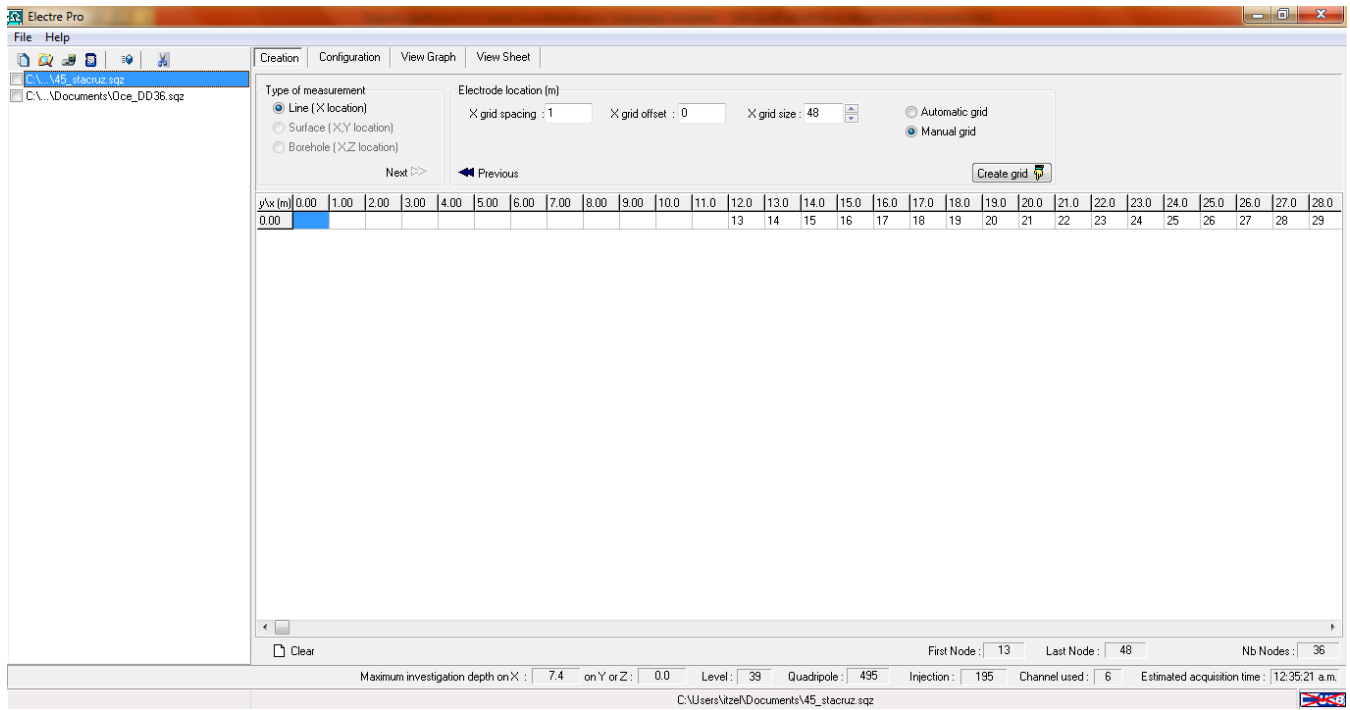 Electre Pro
File Help
C:\...\45_stacruz.sqz
C:\...\Documents\Oce_DD36.sqz
Creation Configuration View Graph View Sheet
Type of measurement
Line ( X location)
Surface ( X,Y location)
Borehole ( X,Z location)
Next
Electrode location (m)
X grid spacing : 1 X grid offset : 0 X grid size : 48
Automatic grid
Manual grid
Previous
Create grid
y\x (m) 0.00 1.00 2.00 3.00 4.00 5.00 6.00 7.00 8.00 9.00 10.0 11.0 12.0 13.0 14.0 15.0 16.0 17.0 18.0 19.0 20.0 21.0 22.0 23.0 24.0 25.0 26.0 27.0 28.0
0.00 13 14 15 16 17 18 19 20 21 22 23 24 25 26 27 28 29
Clear
First Node : 13 Last Node : 48 Nb Nodes : 36
Maximum investigation depth on X : 7.4 on Y or Z : 0.0 Level : 39 Quadripole : 495 Injection : 195 Channel used : 6 Estimated acquisition time : 12:35:21 a.m.
C:\Users\itzel\Documents\45_stacruz.sqz
USB